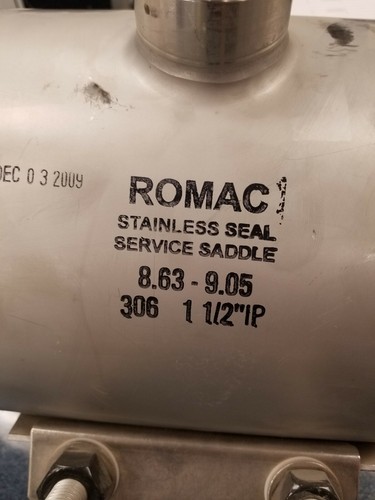 DEC 0 3 2009
ROMAC
STAINLESS SEAL
SERVICE SADDLE
8.63 - 9.05
306 1 1/2"IP